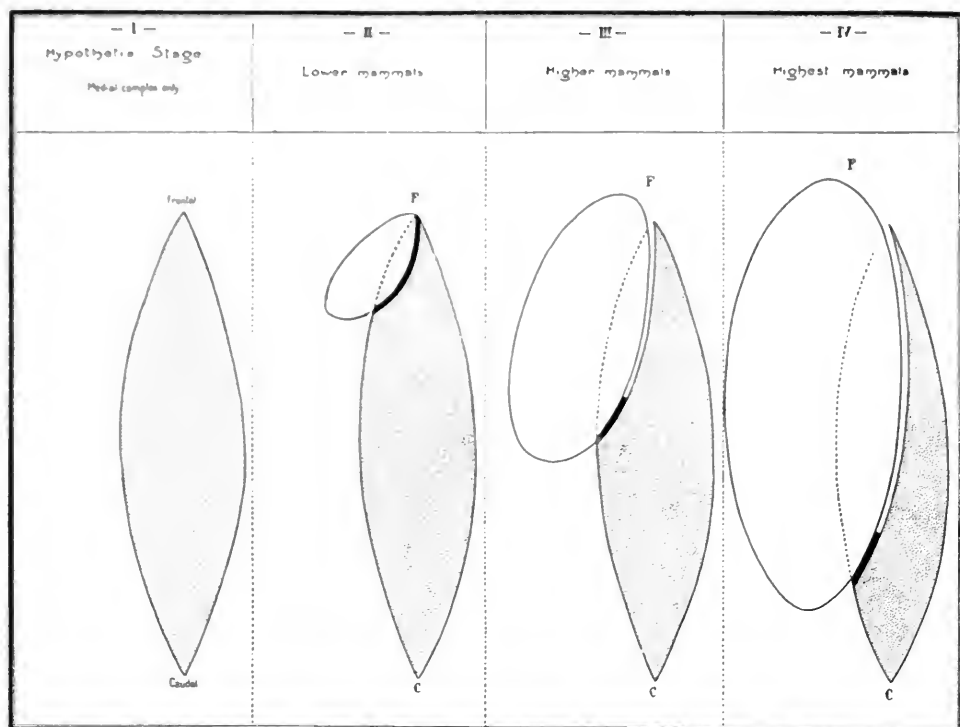 — I —
Hypothetic Stage
Medial complex only
— II —
Lower mammals
— III —
Higher mammals
— IV —
Highest mammals
Frontal
Caudal
F
C
F
C
F
C